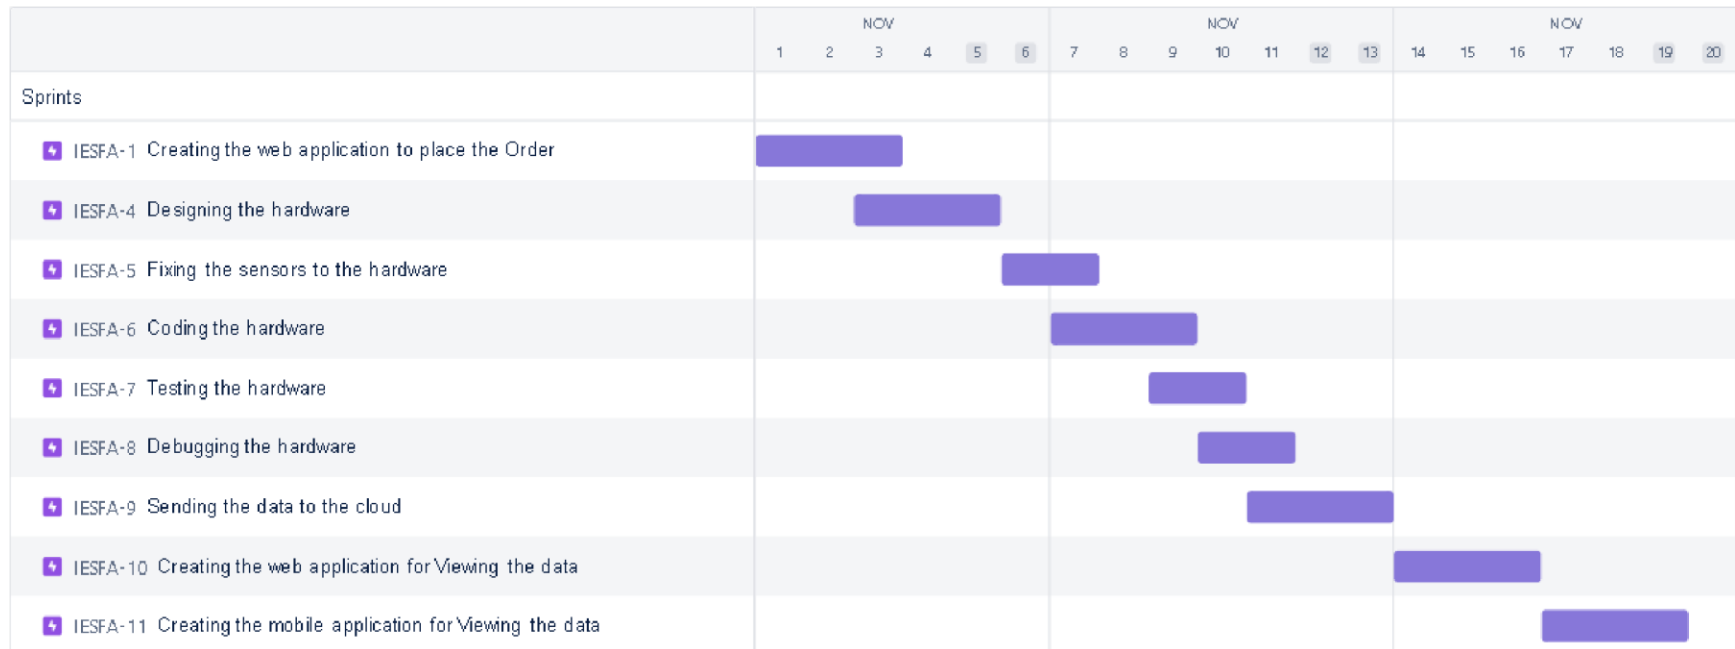 NOV NOV NOV
1 2 3 4 5 6 7 8 9 10 11 12 13 14 15 16 17 18 19 20
Sprints
IESFA-1 Creating the web application to place the Order
IESFA-4 Designing the hardware
IESFA-5 Fixing the sensors to the hardware
IESFA-6 Coding the hardware
IESFA-7 Testing the hardware
IESFA-8 Debugging the hardware
IESFA-9 Sending the data to the cloud
IESFA-10 Creating the web application for Viewing the data
IESFA-11 Creating the mobile application for Viewing the data